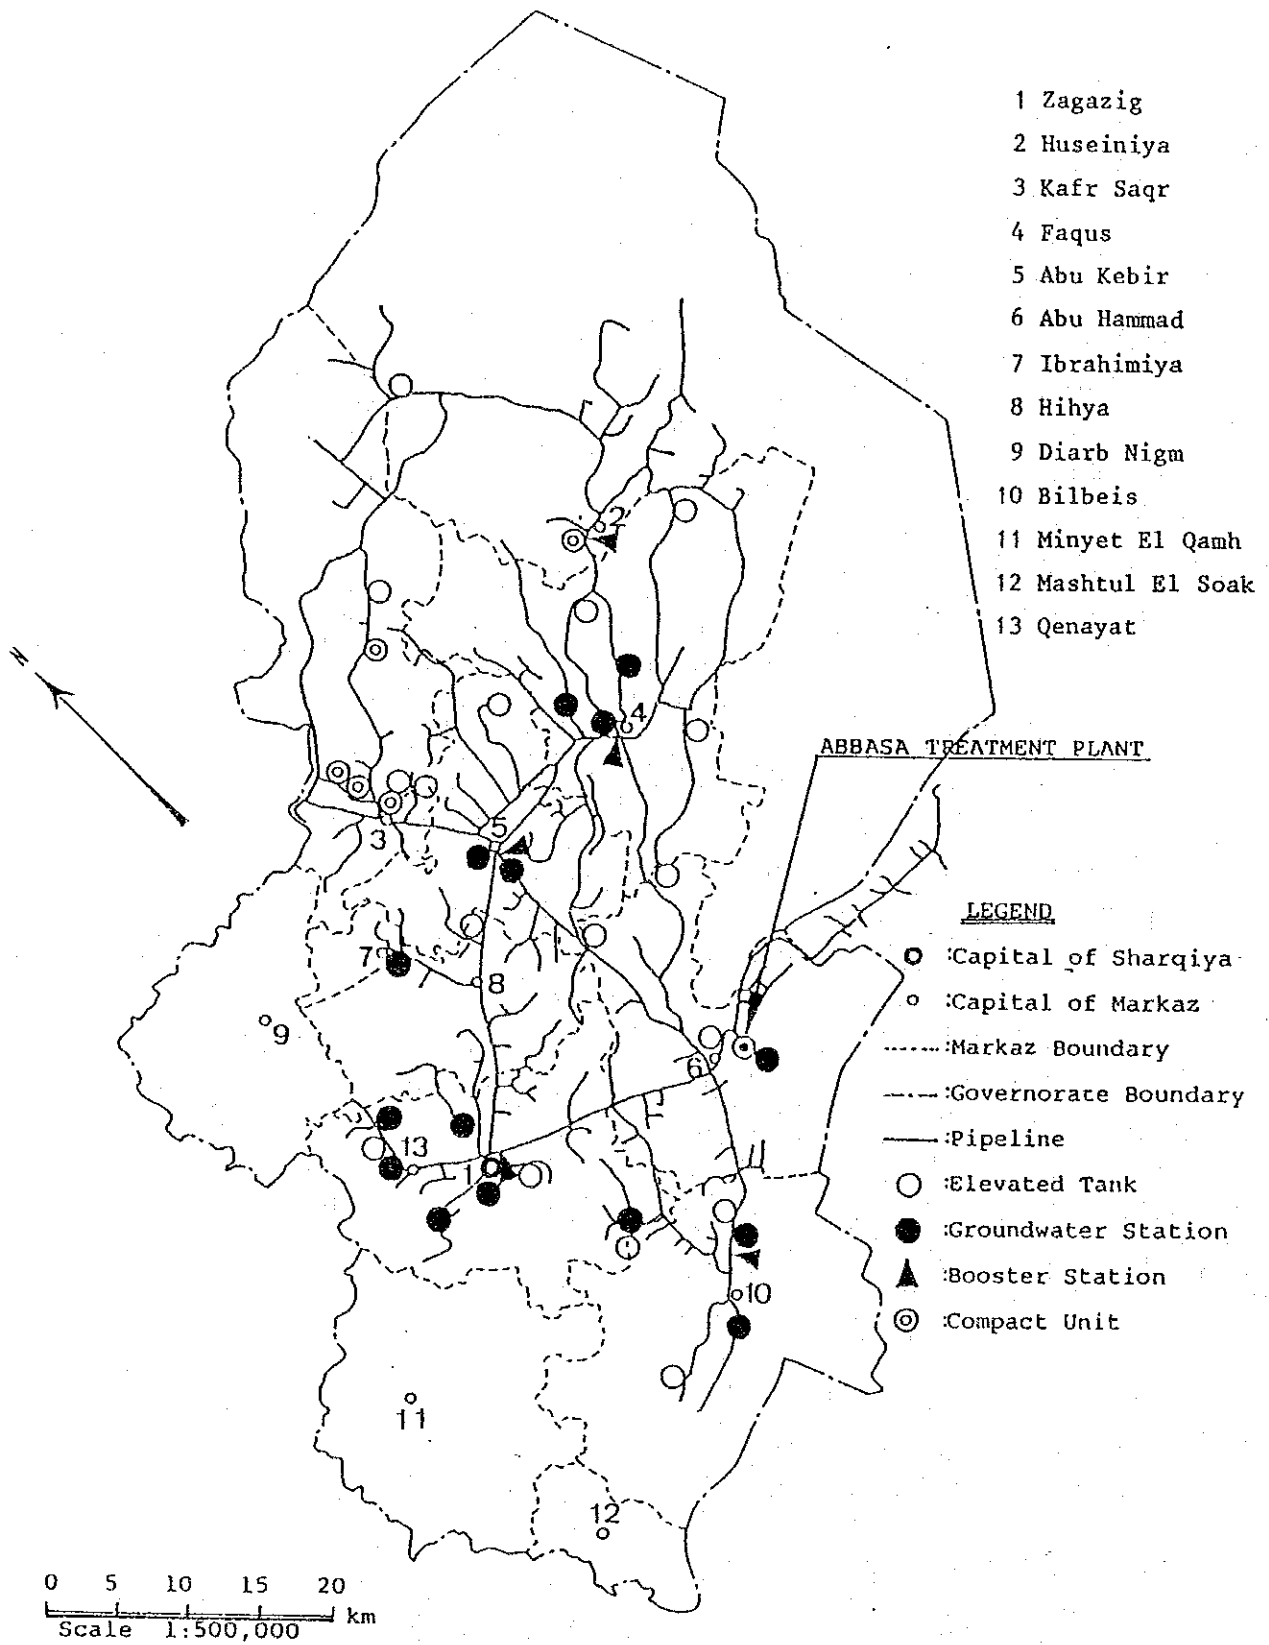 1 Zagazig
2 Huseiniya
3 Kafr Saqr
4 Faqus
5 Abu Kebir
6 Abu Hammad
7 Ibrahimiya
8 Hihya
9 Diarb Nigm
10 Bilbeis
11 Minyet El Qamh
12 Mashtul El Soak
13 Qenayat
2
N
4
ABBASA TREATMENT PLANT
5
3
7
8
9
6
13
1
10
11
12
LEGEND
:Capital of Sharqiya
:Capital of Markaz
:Markaz Boundary
:Governorate Boundary
:Pipeline
:Elevated Tank
:Groundwater Station
:Booster Station
:Compact Unit
0 5 10 15 20
km
Scale 1:500,000